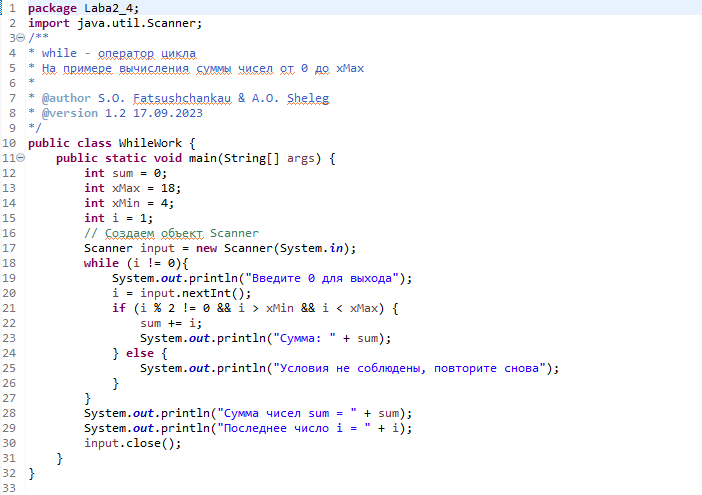 1 package Laba2_4;
2 import java.util.Scanner;
3 /**
4 * while - оператор цикла
5 * На примере вычисления суммы чисел от 0 до xMax
6 *
7 * @author S.O. Fatsushchankau & A.O. Sheleg
8 * @version 1.2 17.09.2023
9 */
10 public class WhileWork {
11 public static void main(String[] args) {
12 int sum = 0;
13 int xMax = 18;
14 int xMin = 4;
15 int i = 1;
16 // Создаем объект Scanner
17 Scanner input = new Scanner(System.in);
18 while (i != 0){
19 System.out.println("Введите 0 для выхода");
20 i = input.nextInt();
21 if (i % 2 != 0 && i > xMin && i < xMax) {
22 sum += i;
23 System.out.println("Сумма: " + sum);
24 } else {
25 System.out.println("Условия не соблюдены, повторите снова");
26 }
27 }
28 System.out.println("Сумма чисел sum = " + sum);
29 System.out.println("Последнее число i = " + i);
30 input.close();
31 }
32 }
33